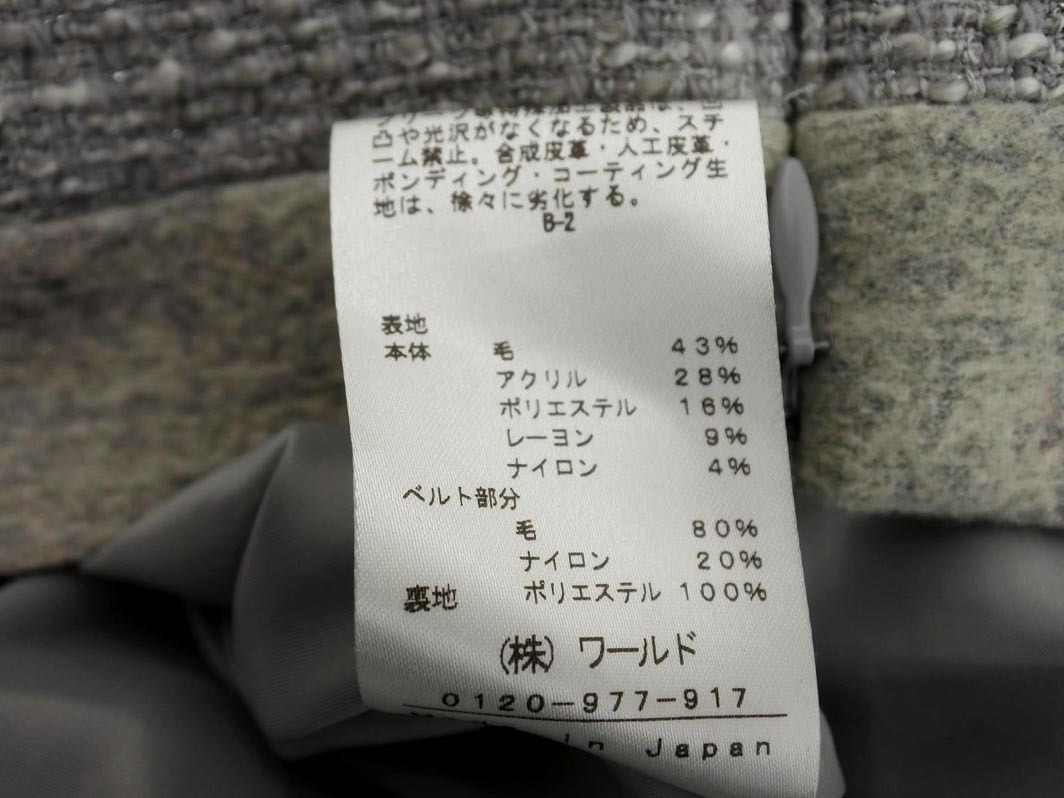 凸や光沢がなくなるため、スチ
ーム禁止。合成皮革・人工皮革・
ボンディング・コーティング生
地は、徐々に劣化する。
B-2
表地
本体 毛 43%
アクリル 28%
ポリエステル 16%
レーヨン 9%
ナイロン 4%
ベルト部分
毛 80%
ナイロン 20%
裏地 ポリエステル 100%
(株) ワールド
0120-977-917
in Japan